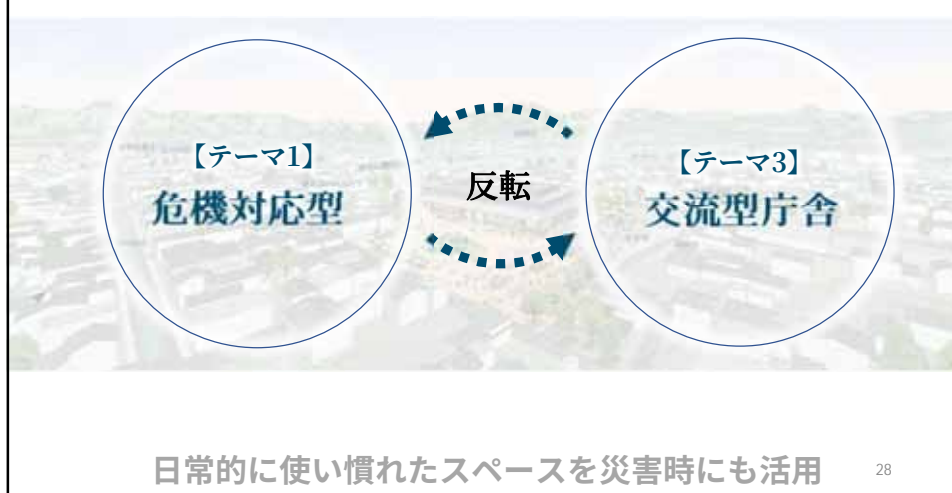 【テーマ1】
危機対応型
反転
【テーマ3】
交流型庁舎
日常的に使い慣れたスペースを災害時にも活用
28